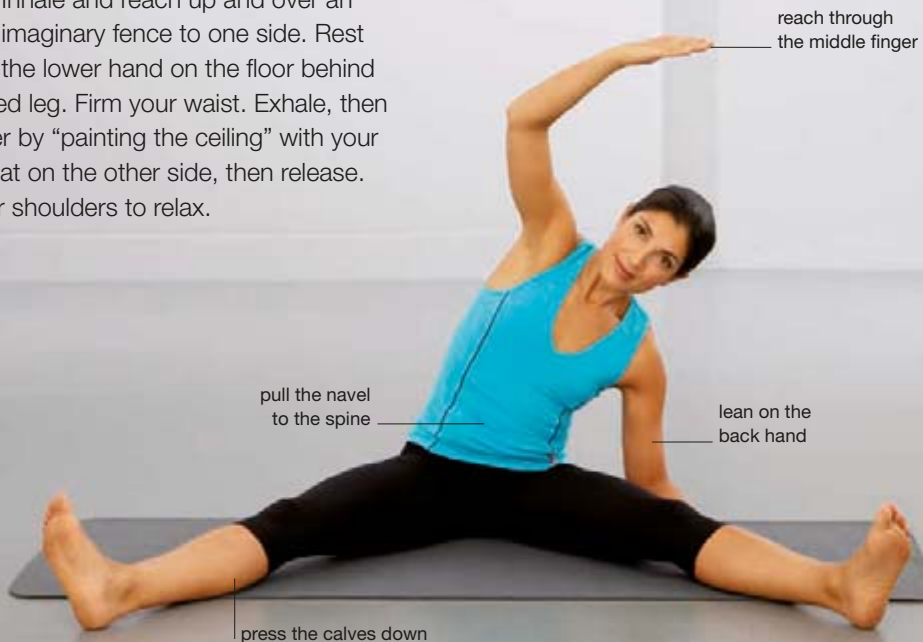 inhale and reach up and over an
imaginary fence to one side. Rest
the lower hand on the floor behind
ed leg. Firm your waist. Exhale, then
er by “painting the ceiling” with your
at on the other side, then release.
r shoulders to relax.
reach through
the middle finger
pull the navel
to the spine
lean on the
back hand
press the calves down